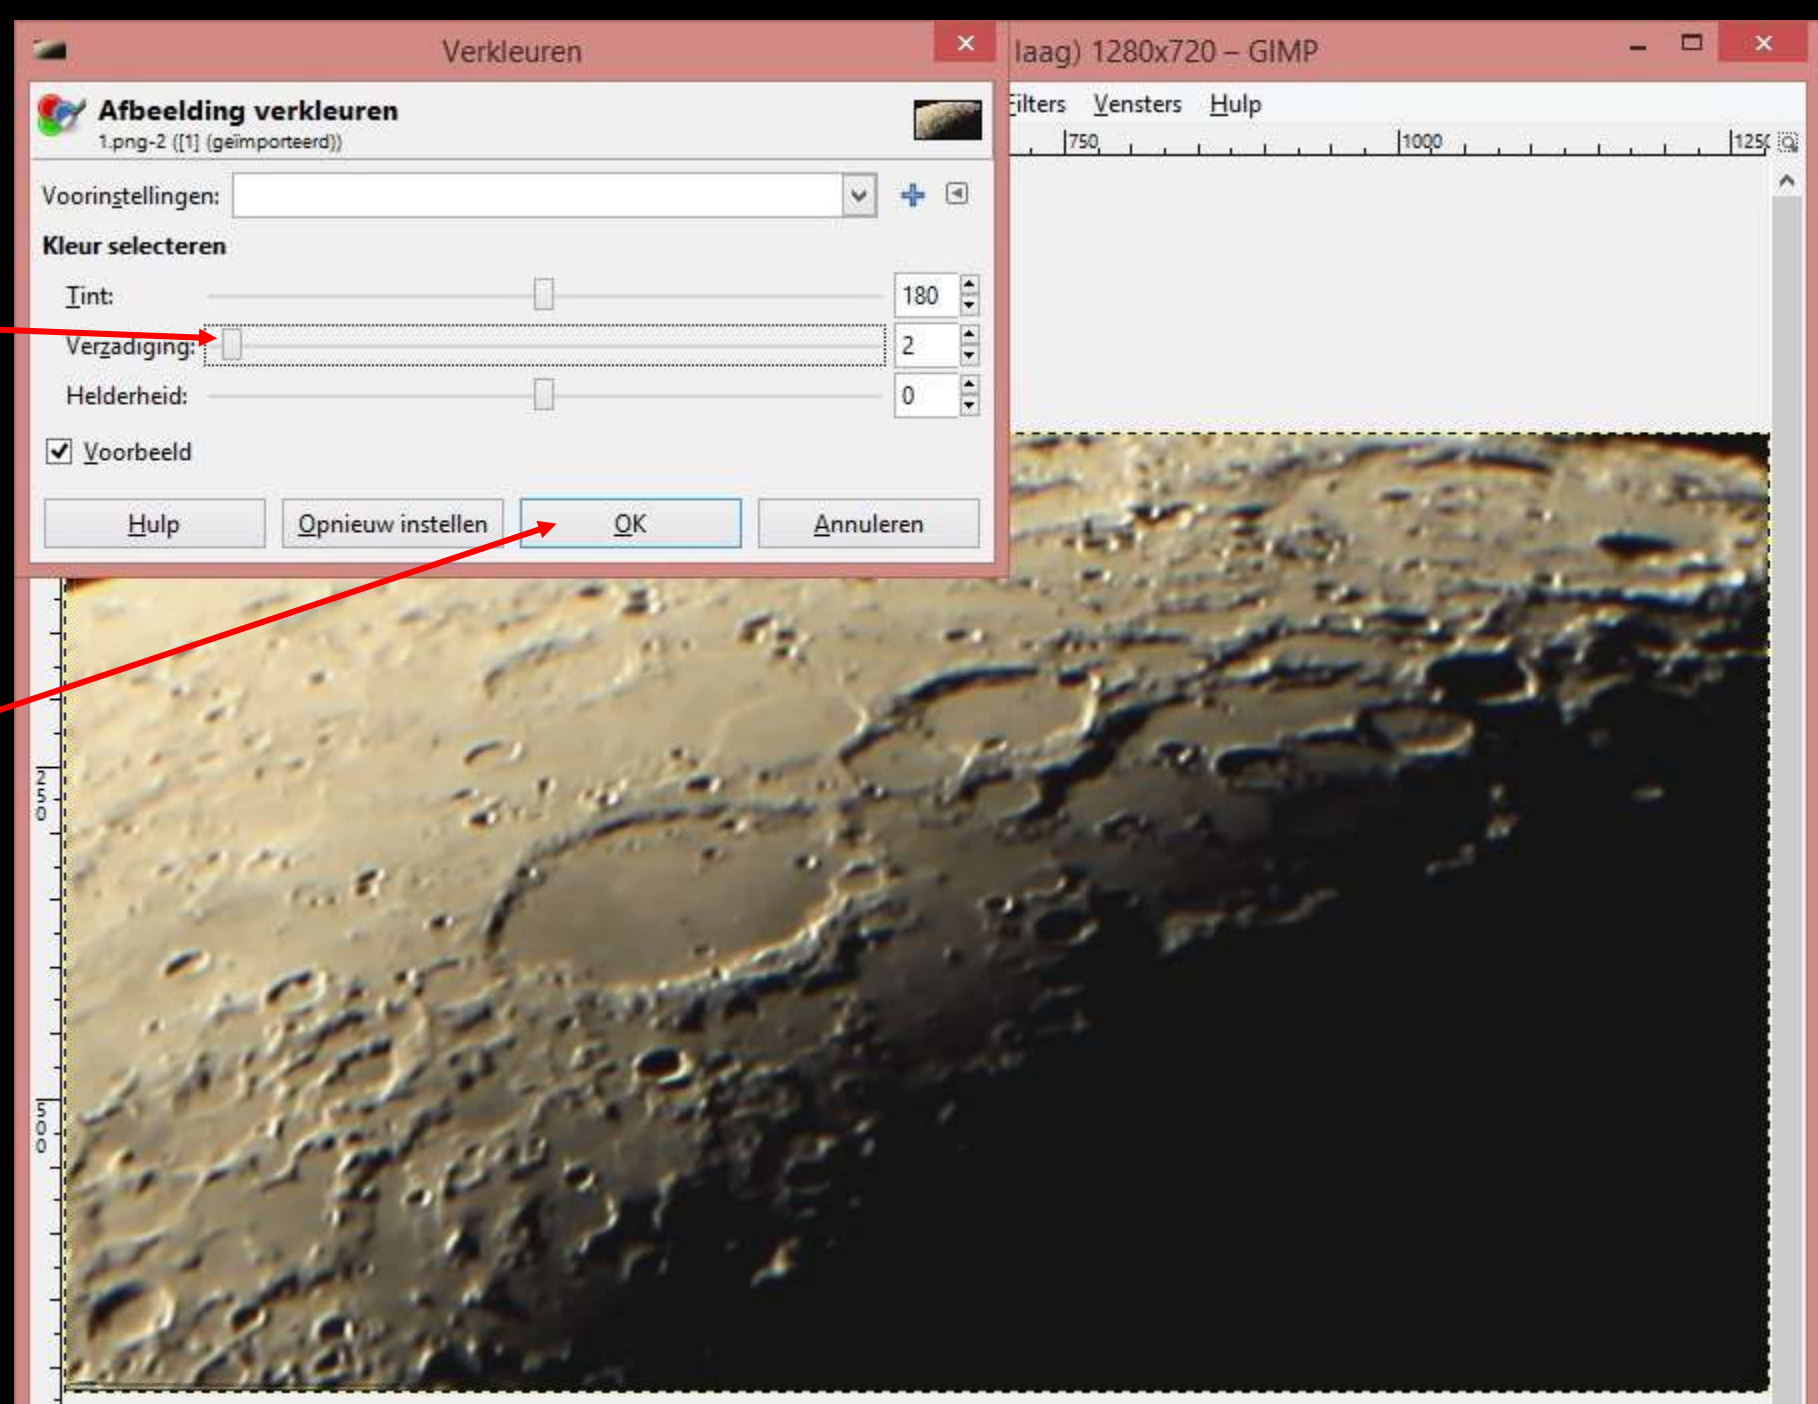 Verkleuren
laag) 1280x720 – GIMP
Afbeelding verkleuren
1.png-2 ([1] (geïmporteerd))
Filters Vensters Hulp
750 1000 125
Voorinstellingen:
Kleur selecteren
Tint: 180
Verzadiging: 2
Helderheid: 0
Voorbeeld
Hulp Opnieuw instellen OK Annuleren
250
500